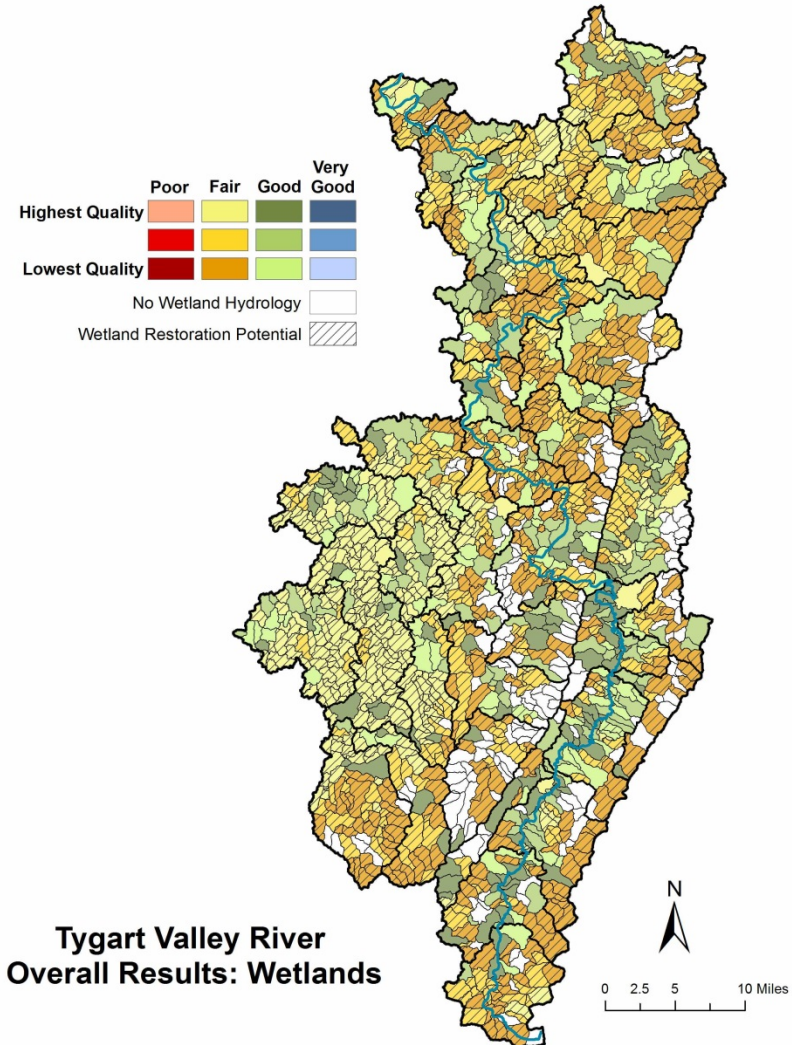 Poor Fair Good Very Good
Highest Quality
Lowest Quality
No Wetland Hydrology
Wetland Restoration Potential
N
Tygart Valley River
Overall Results: Wetlands
0 2.5 5 10 Miles